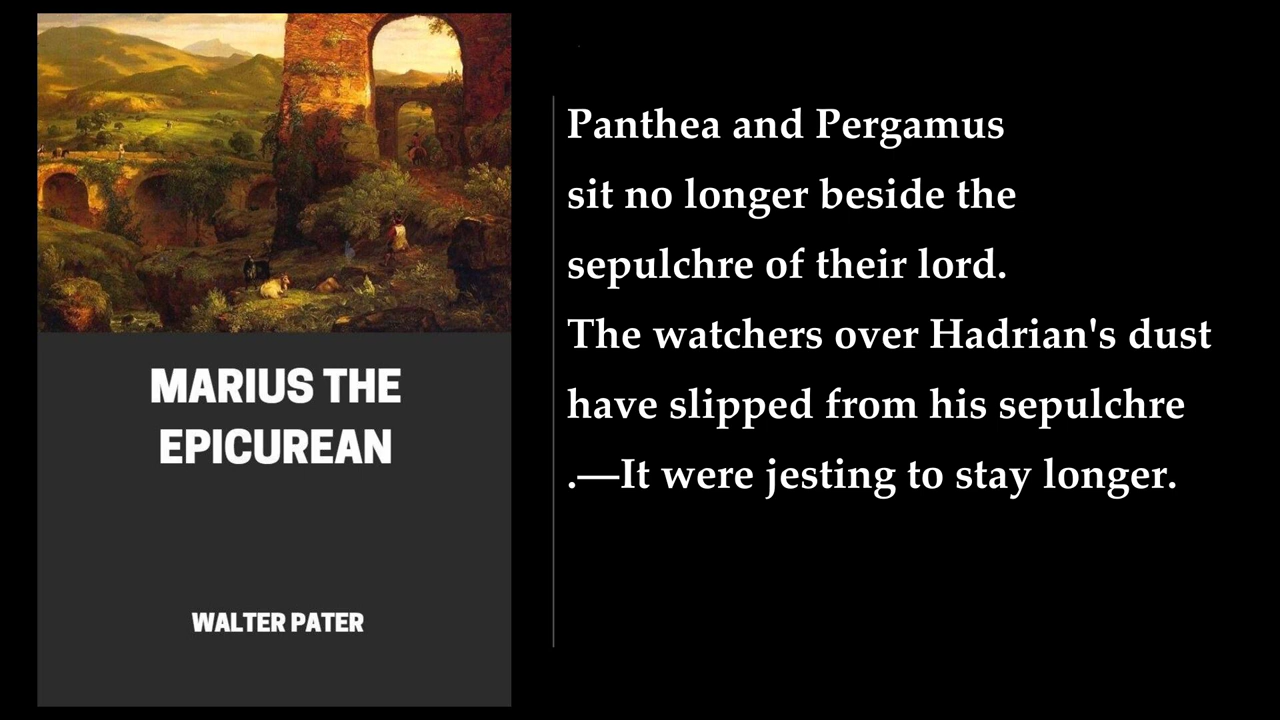 MARIUS THE
EPICUREAN
WALTER PATER
Panthea and Pergamus
sit no longer beside the
sepulchre of their lord.
The watchers over Hadrian's dust
have slipped from his sepulchre
.—It were jesting to stay longer.